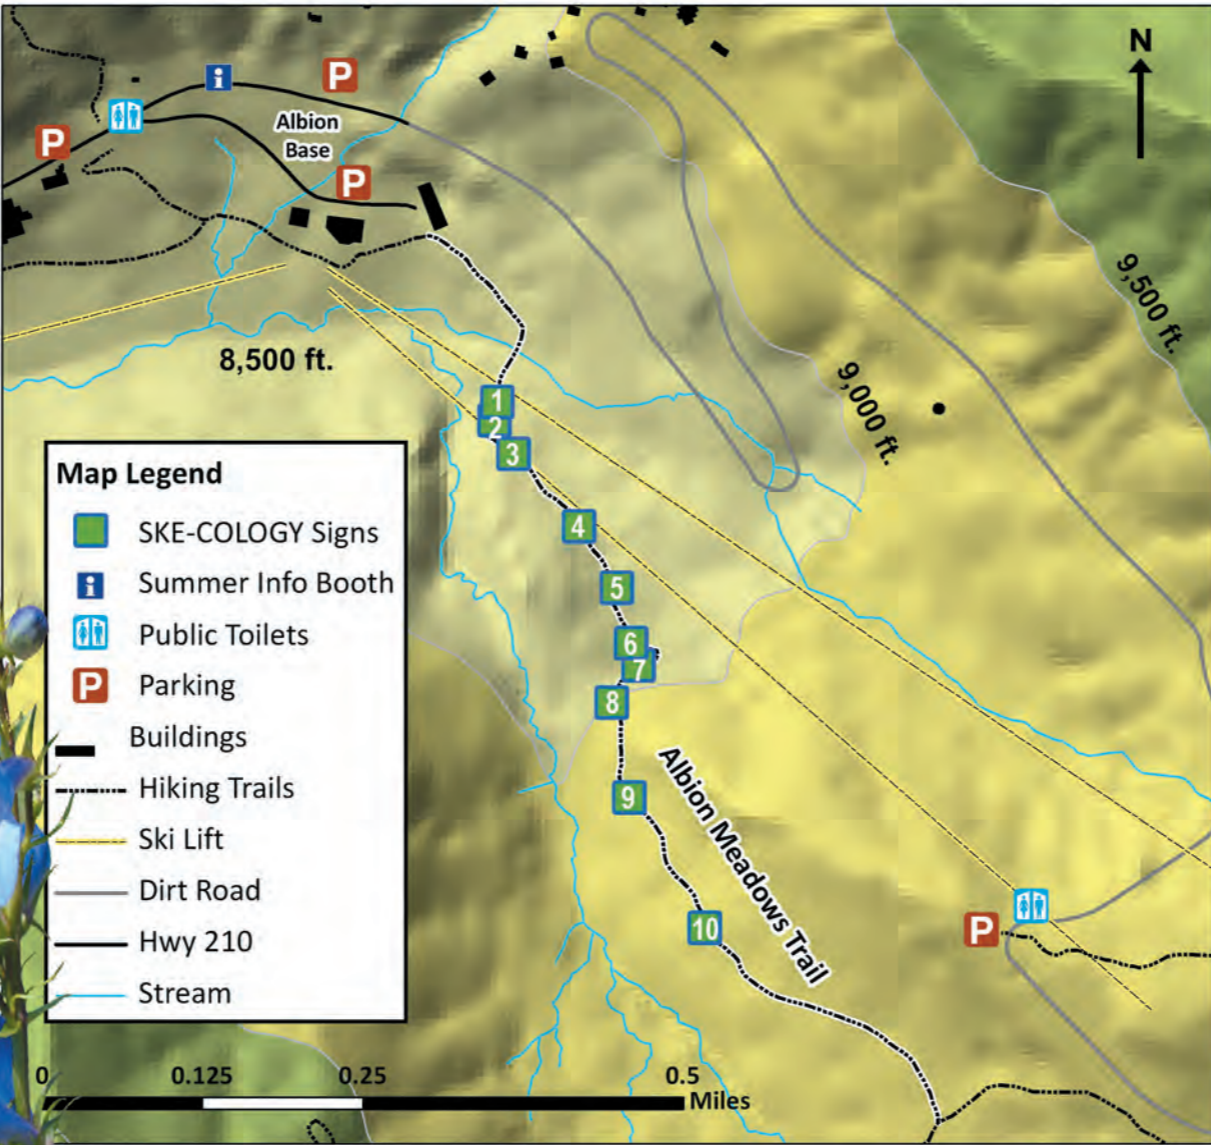 N
i
P
P
Albion
Base
P
9,500 ft.
8,500 ft.
9,000 ft.
1
2
3
4
5
6
7
8
9
10
Albion Meadows Trail
P
Map Legend
SKE-COLOGY Signs
i Summer Info Booth
Public Toilets
P Parking
Buildings
Hiking Trails
Ski Lift
Dirt Road
Hwy 210
Stream
0 0.125 0.25 0.5
Miles